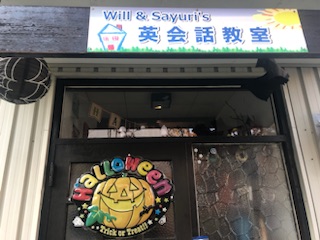 Will & Sayuri's
英会話教室
Halloween
Trick or Treat!!